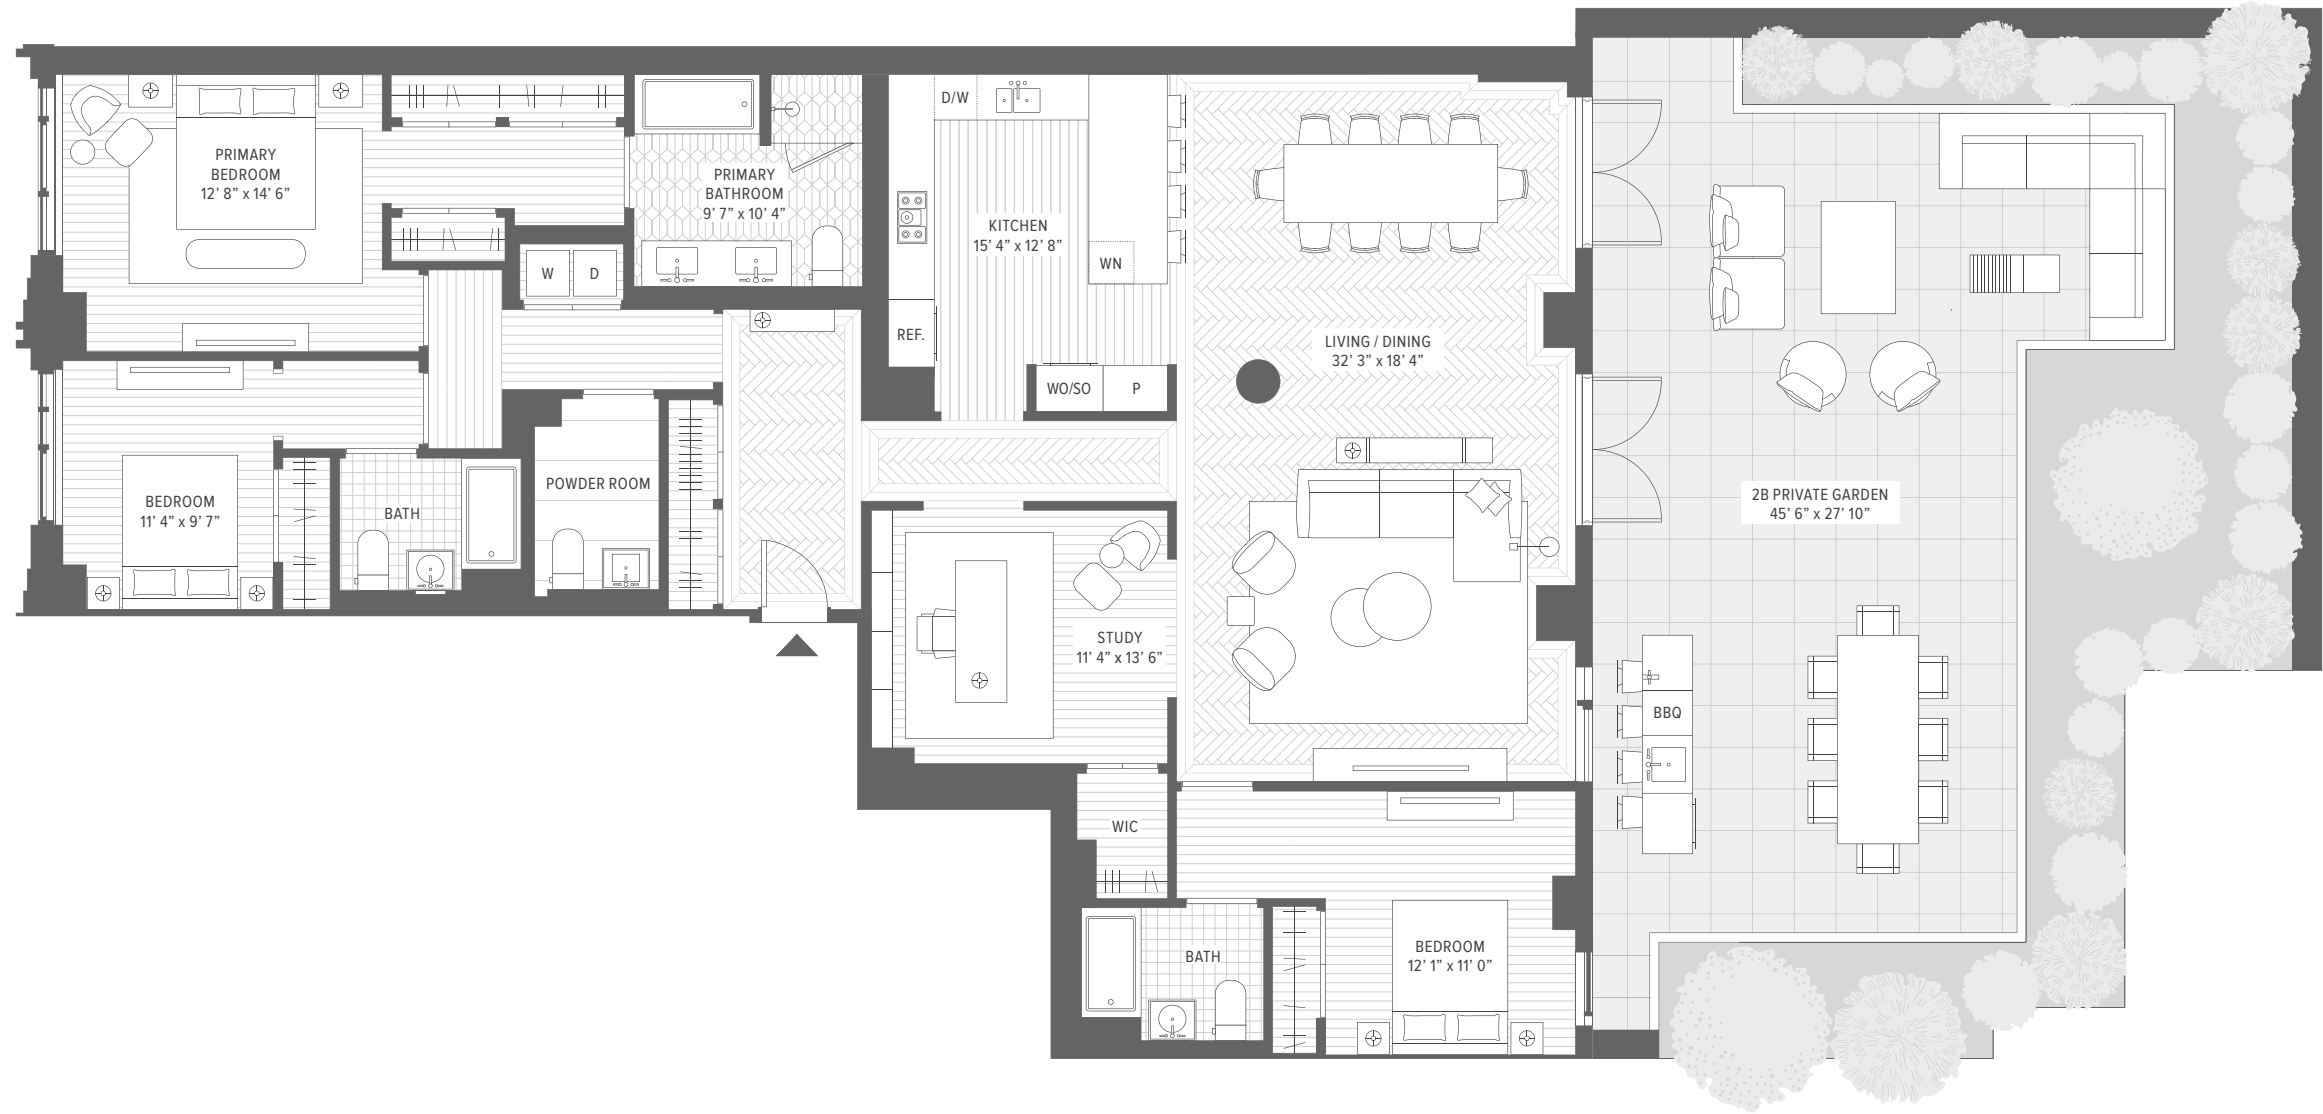 PRIMARY
BEDROOM
12’ 8” x 14’ 6”
W
D
PRIMARY
BATHROOM
9’ 7” x 10’ 4”
D/W
KITCHEN
15’ 4” x 12’ 8”
WN
REF.
WO/SO
P
LIVING / DINING
32’ 3” x 18’ 4”
BEDROOM
11’ 4” x 9’ 7”
BATH
POWDER ROOM
2B PRIVATE GARDEN
45’ 6” x 27’ 10”
STUDY
11’ 4” x 13’ 6”
BBQ
WIC
BATH
BEDROOM
12’ 1” x 11’ 0”